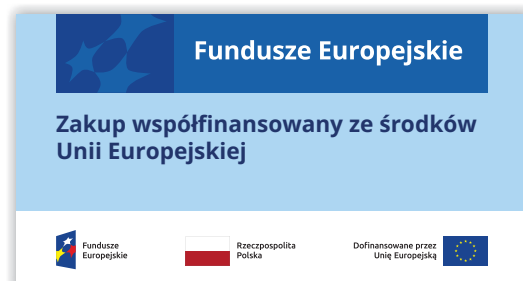 Fundusze Europejskie
Zakup współfinansowany ze środków
Unii Europejskiej
Fundusze
Europejskie
Rzeczpospolita
Polska
Dofinansowane przez
Unię Europejską